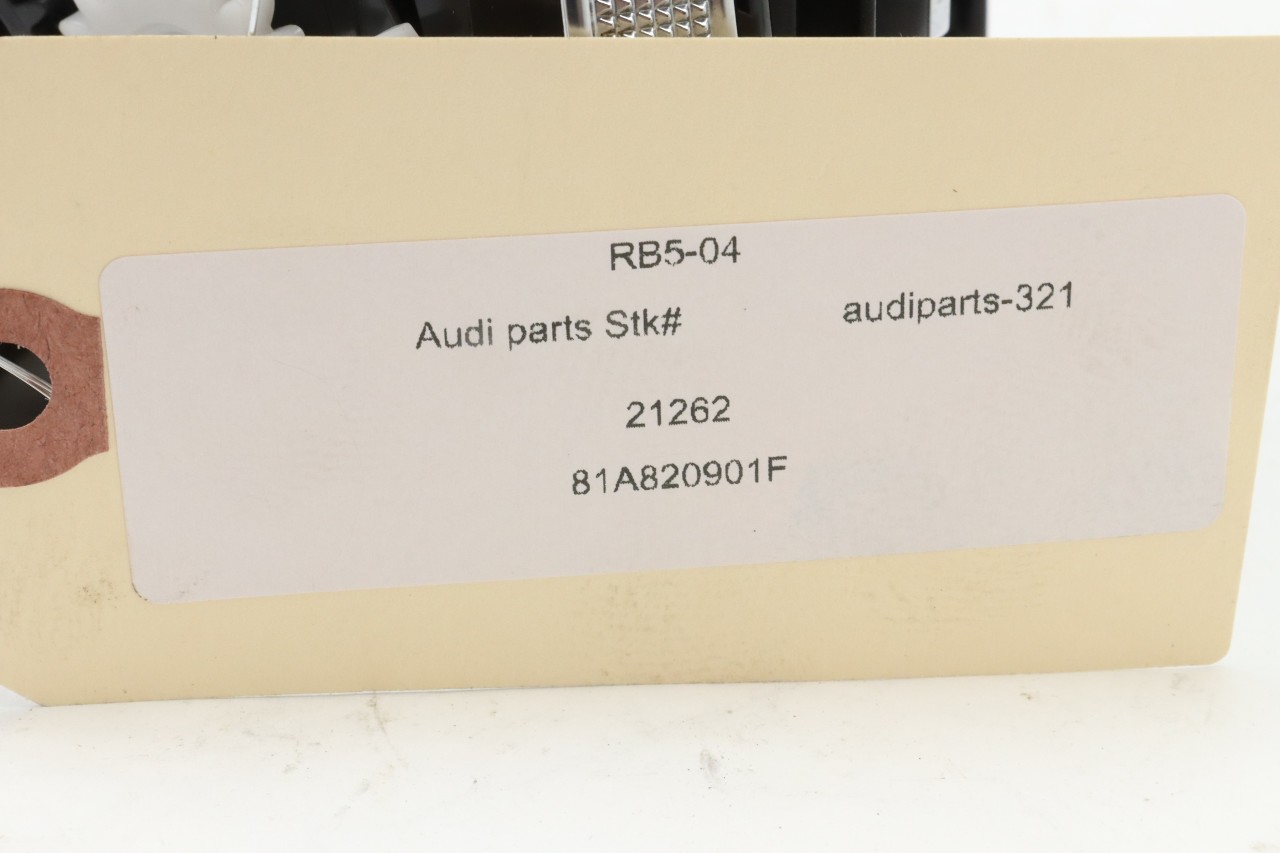 RB5-04
Audi parts Stk# audiparts-321
21262
81A820901F